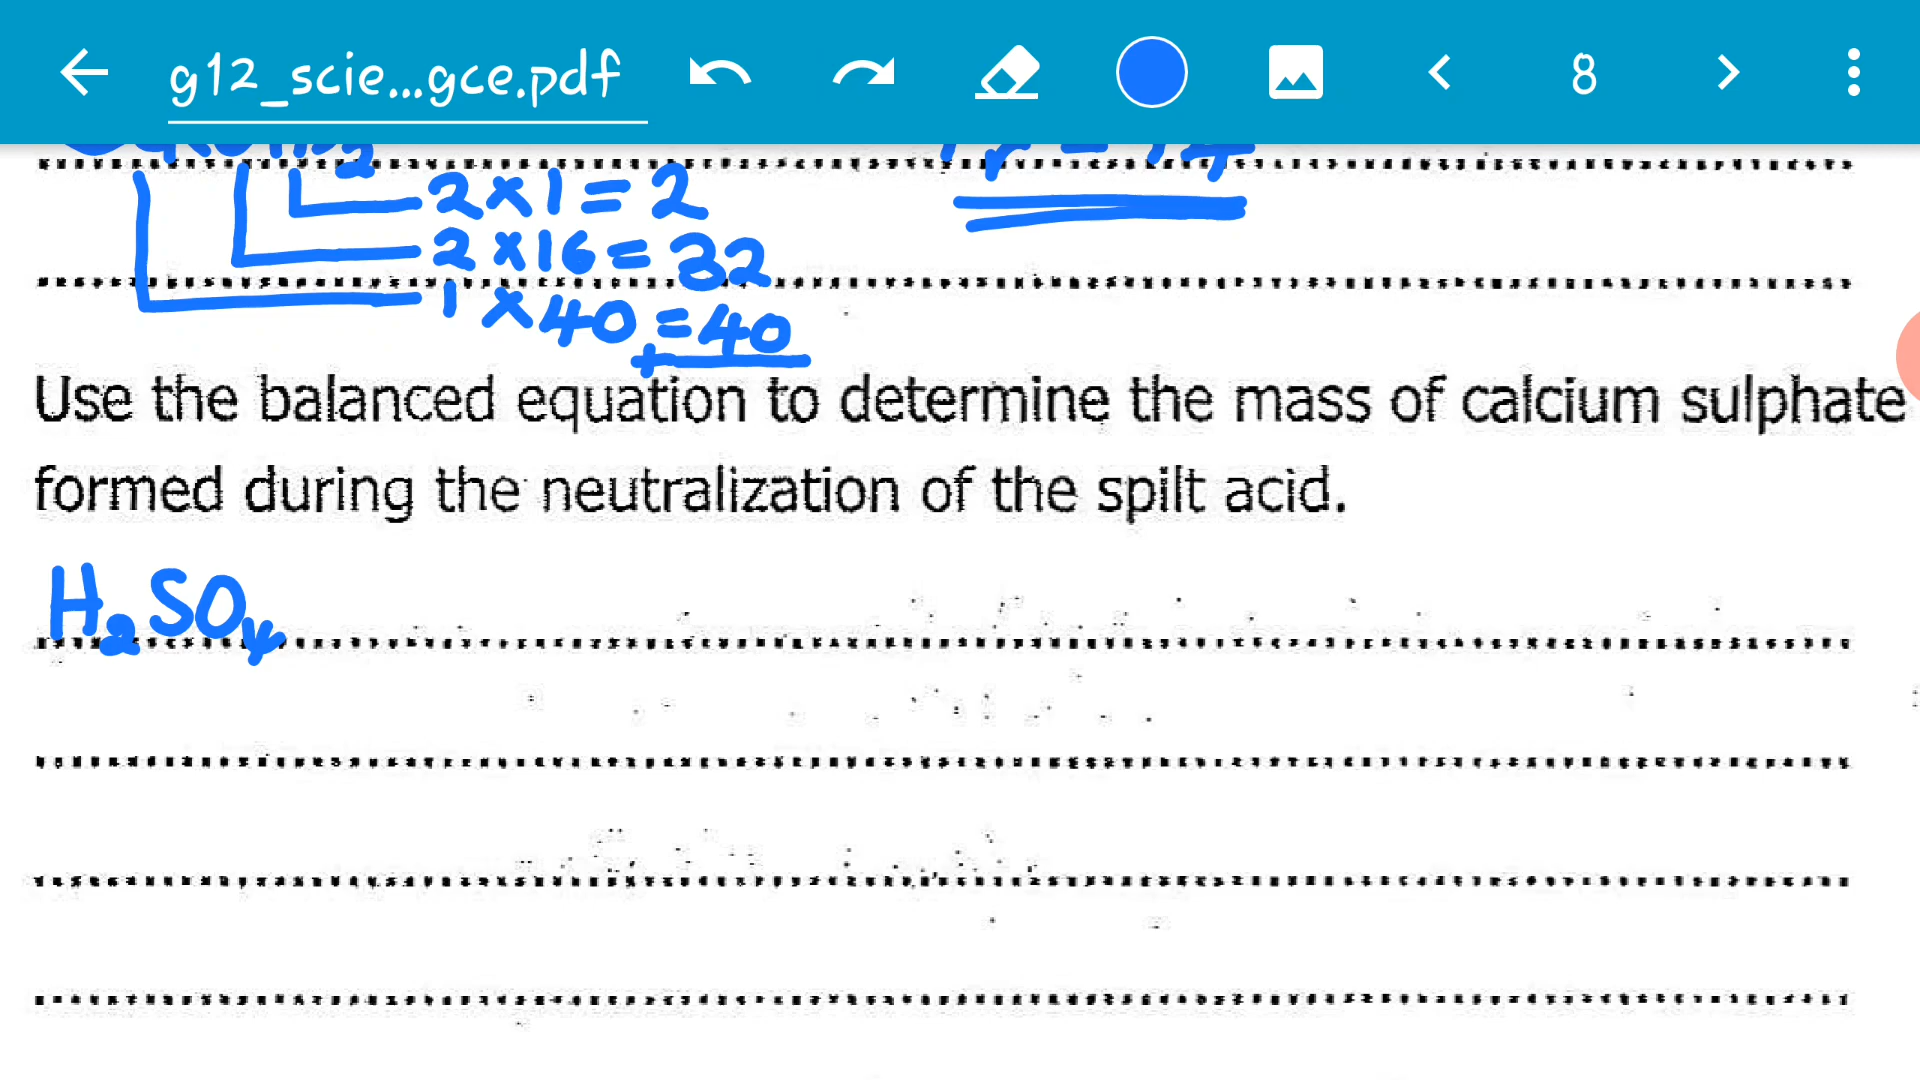 g12_scie...gce.pdf 8
2 × 1 = 2
2 × 16 = 32
1 × 40 = 40
+
Use the balanced equation to determine the mass of calcium sulphate
formed during the neutralization of the spilt acid.
H₂SO₄